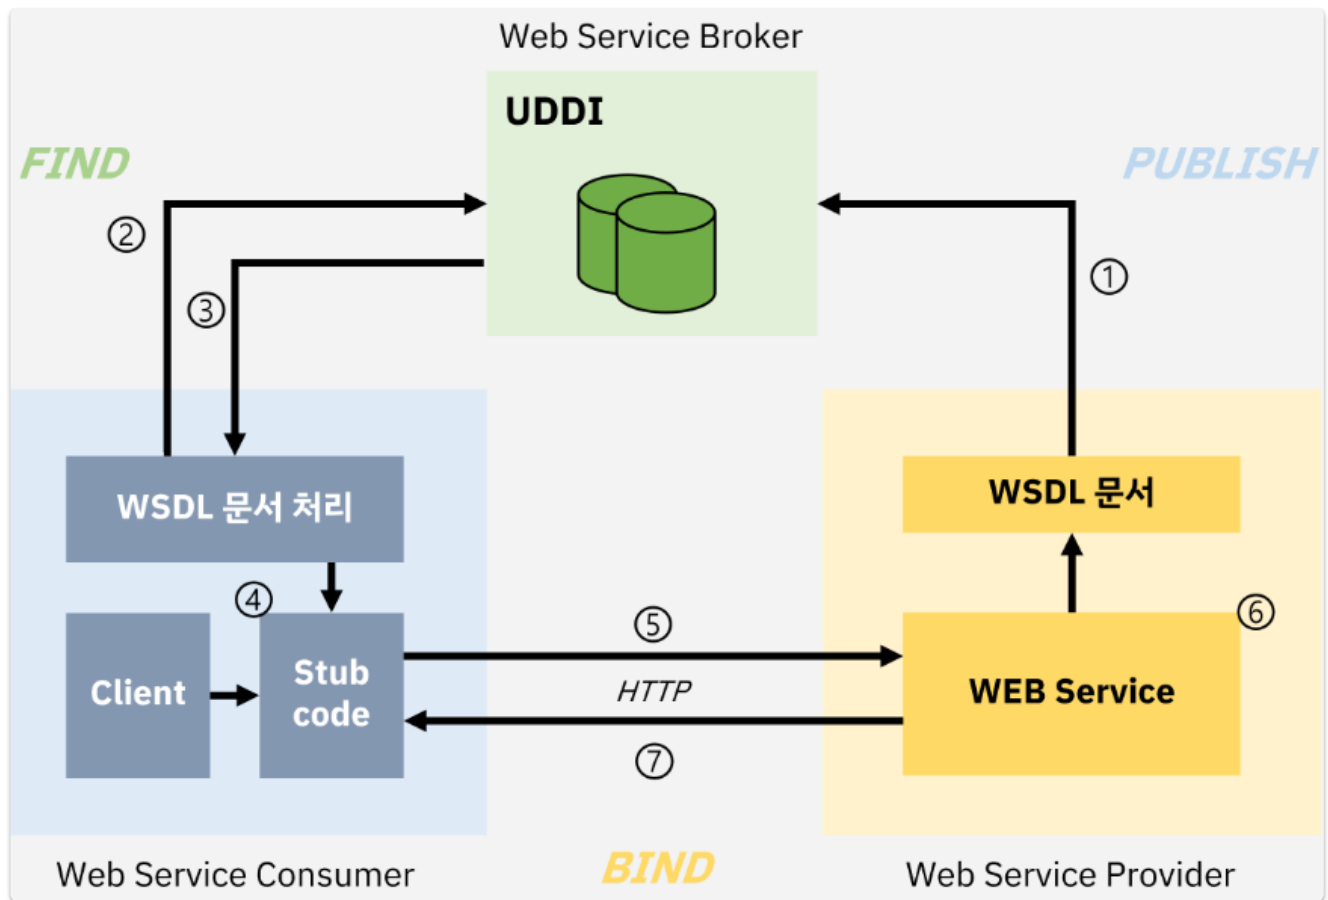 Web Service Broker
UDDI
FIND
PUBLISH
②
①
③
WSDL 문서 처리
WSDL 문서
④
⑤
⑥
Client
Stub
code
HTTP
WEB Service
⑦
Web Service Consumer
BIND
Web Service Provider